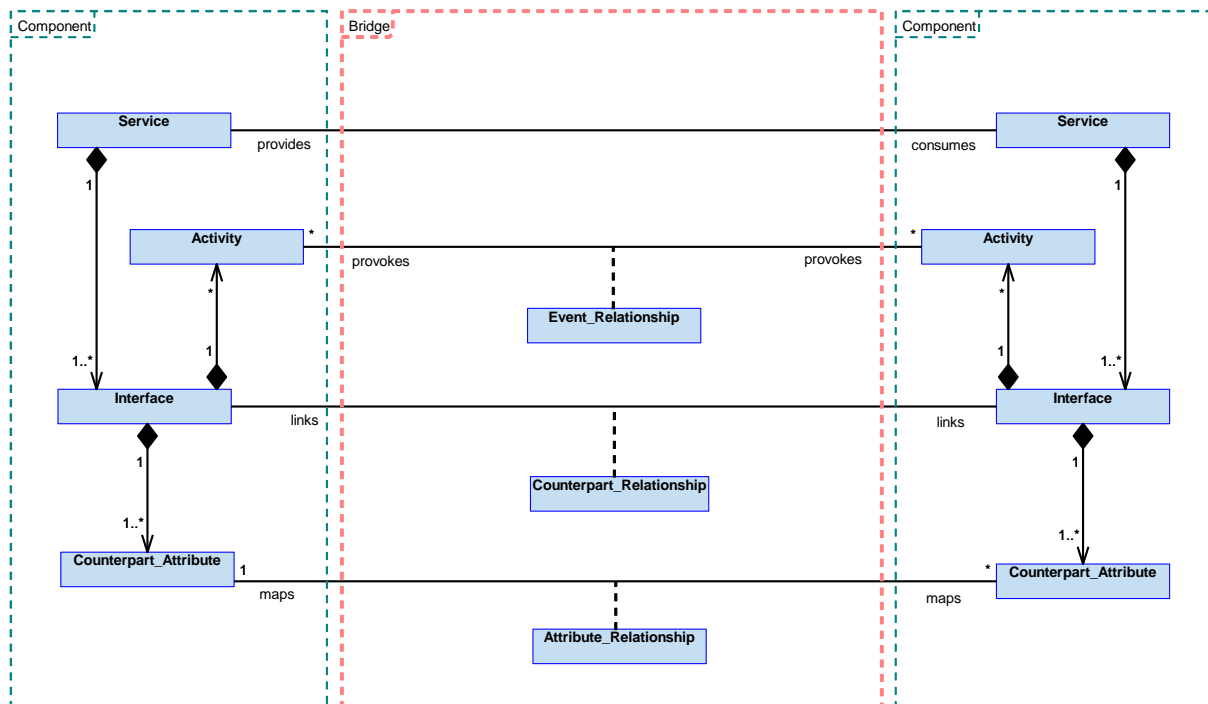 Component
Bridge
Component
Service
Service
provides
consumes
1
1
Activity
*
*
Activity
provokes
provokes
*
*
Event_Relationship
1
1
1..*
1..*
Interface
Interface
links
links
1
1
Counterpart_Relationship
1..*
1..*
Counterpart_Attribute
1
*
Counterpart_Attribute
maps
maps
Attribute_Relationship